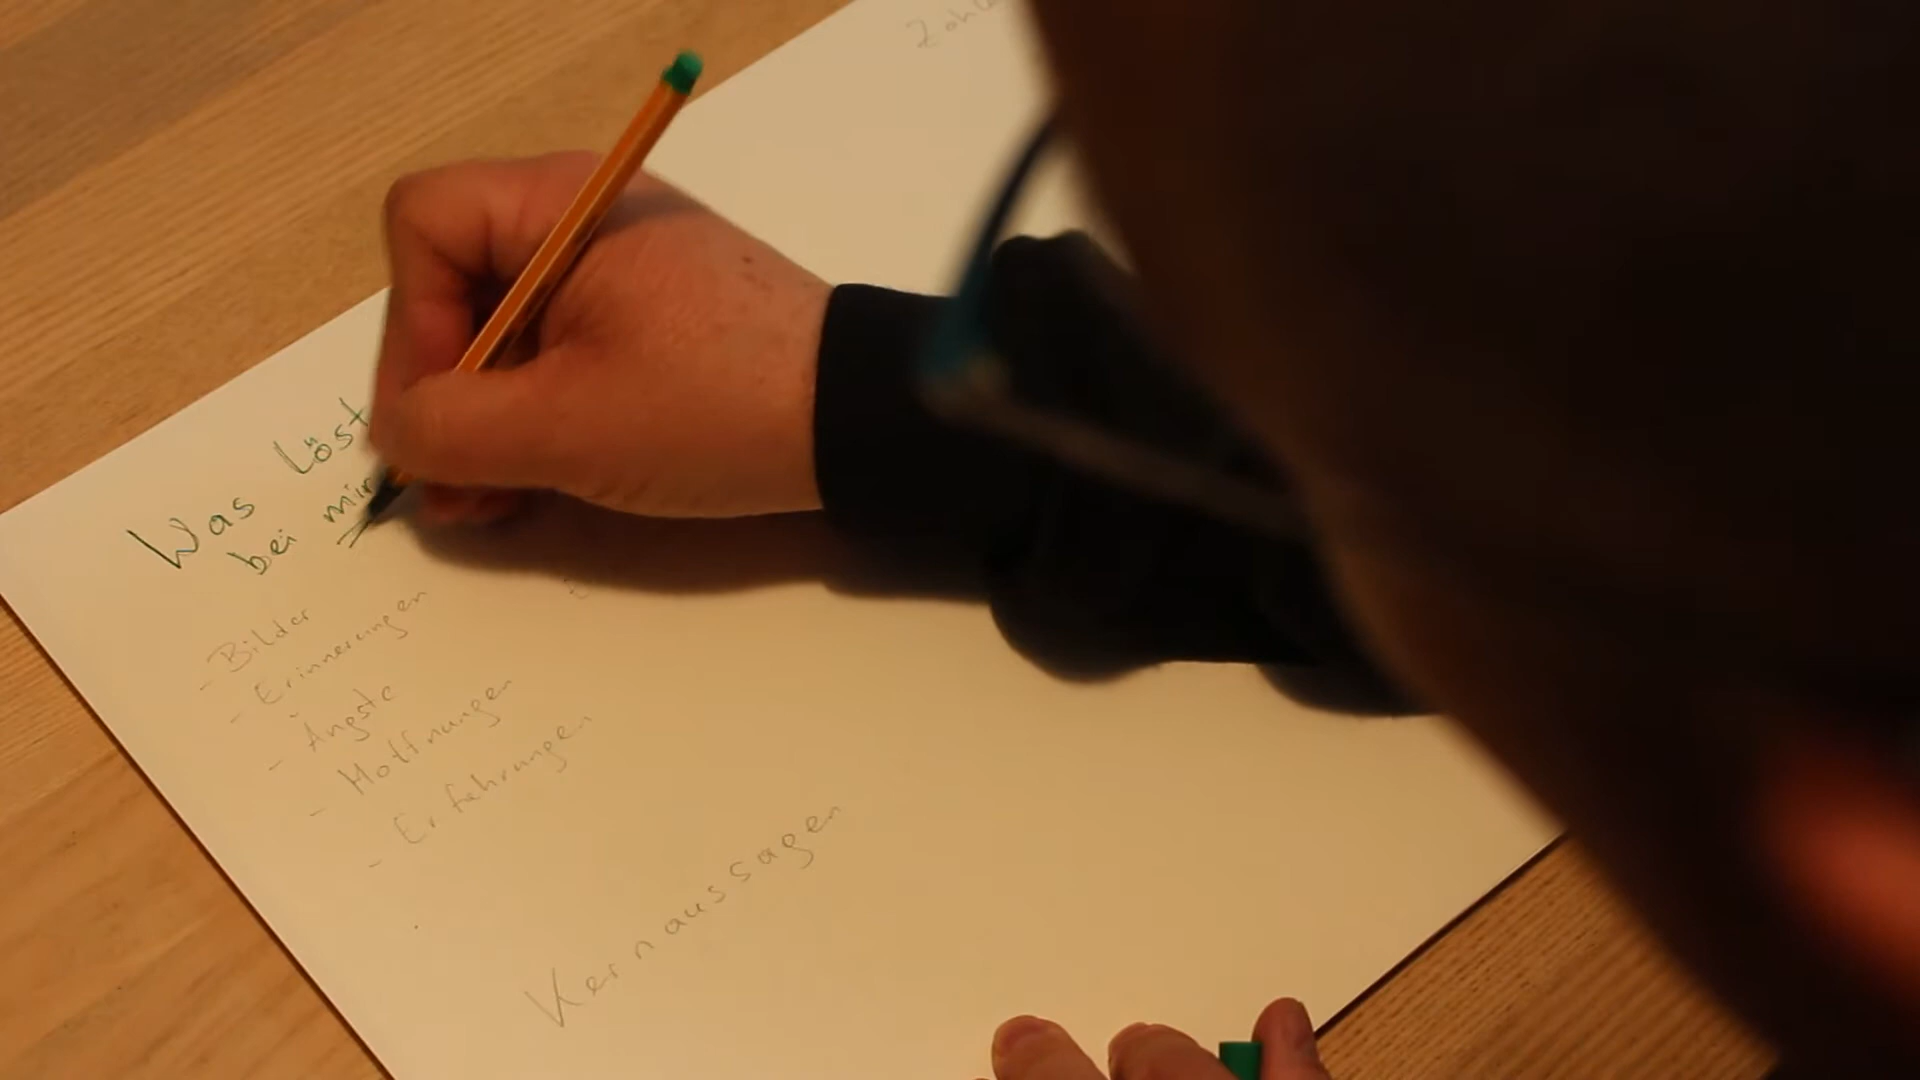 Was löst
bei mir
- Bilder
- Erinnerungen
- Ängste
- Hoffnungen
- Erfahrungen
Kernaussagen